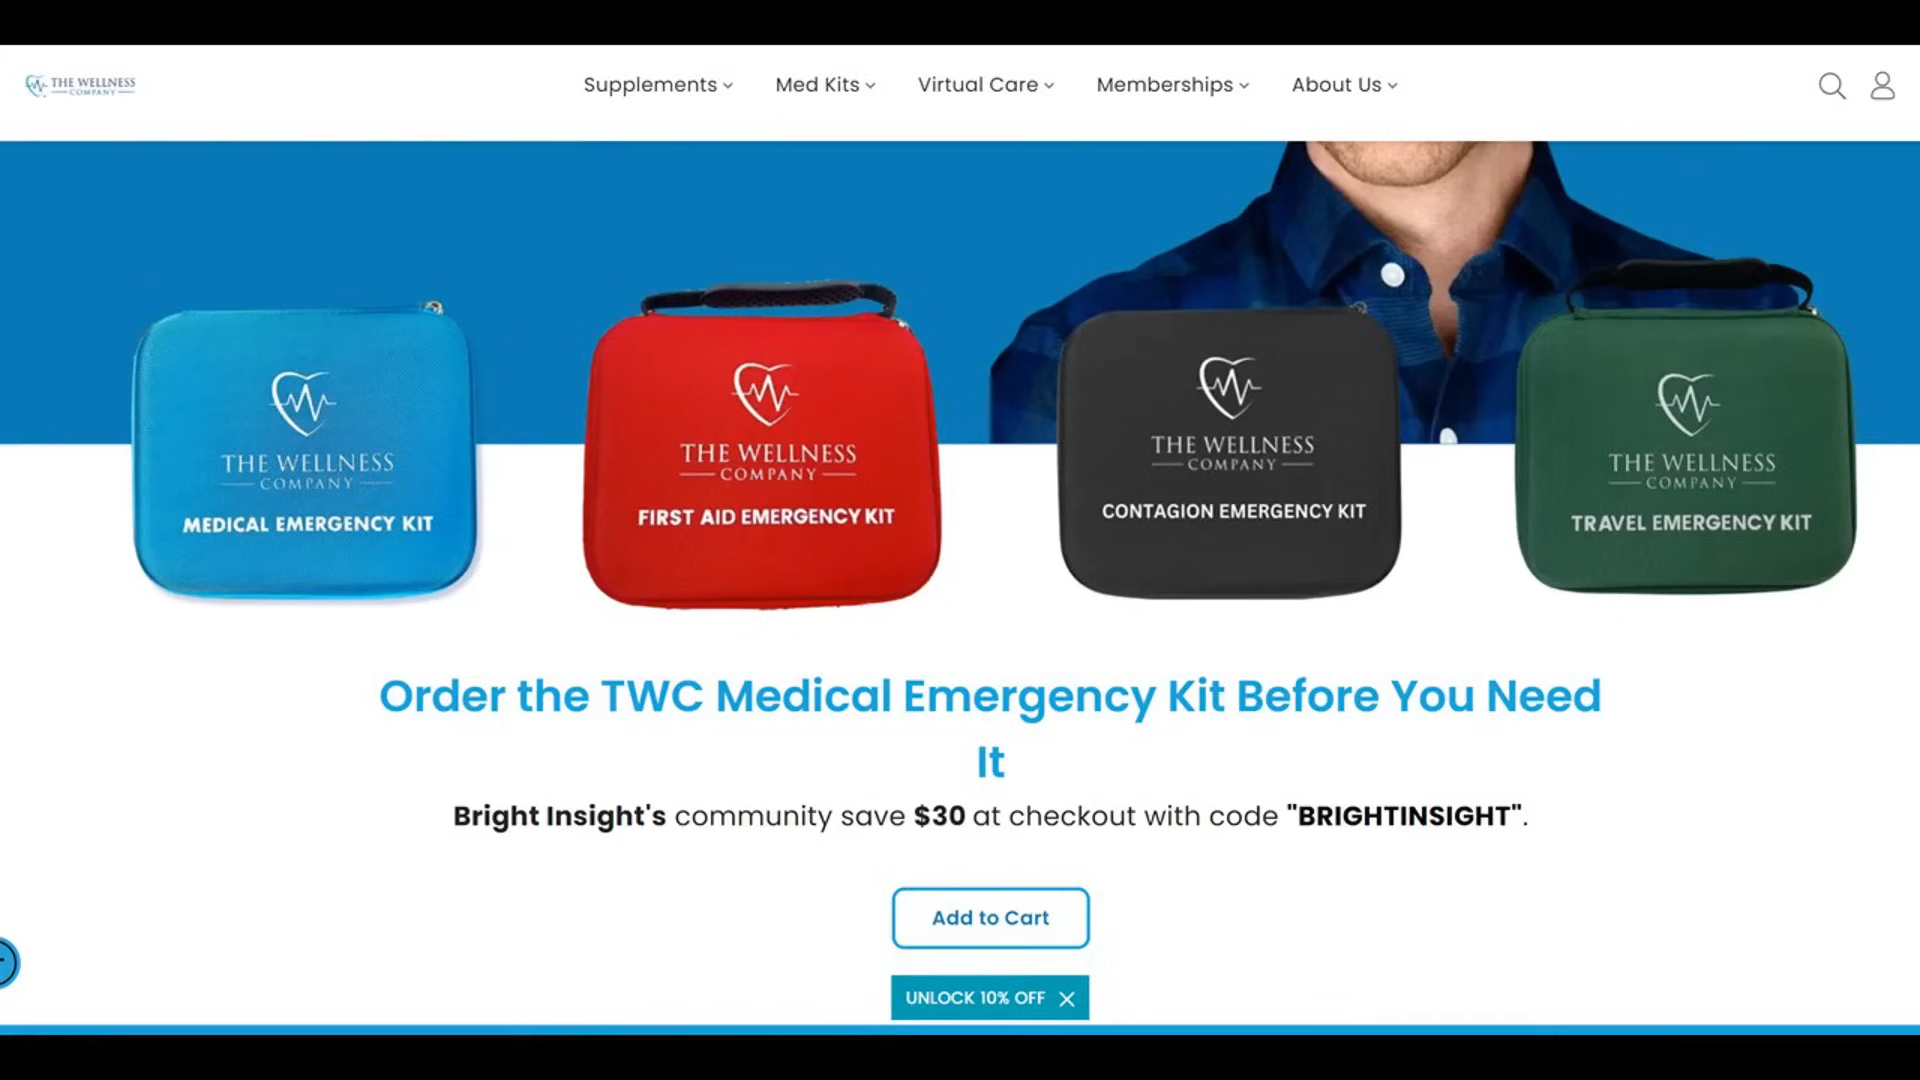 THE WELLNESS
COMPANY
Supplements
Med Kits
Virtual Care
Memberships
About Us
THE WELLNESS
COMPANY
MEDICAL EMERGENCY KIT
THE WELLNESS
COMPANY
FIRST AID EMERGENCY KIT
THE WELLNESS
COMPANY
CONTAGION EMERGENCY KIT
THE WELLNESS
COMPANY
TRAVEL EMERGENCY KIT
Order the TWC Medical Emergency Kit Before You Need
It
Bright Insight's community save $30 at checkout with code "BRIGHTINSIGHT".
Add to Cart
UNLOCK 10% OFF